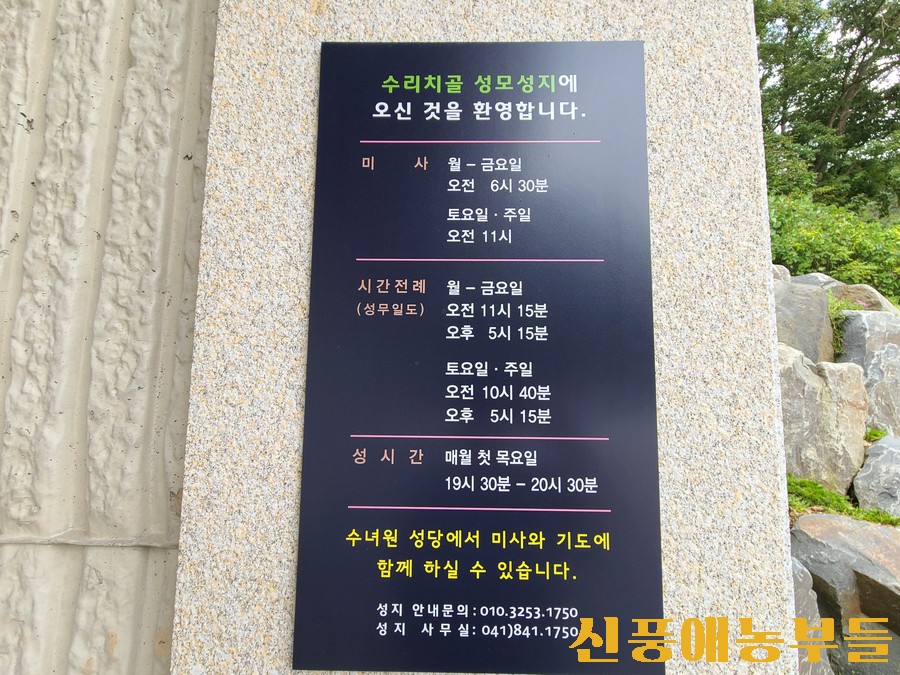 수리치골 성모성지에
오신 것을 환영합니다.
미 사 월 - 금요일
오전 6시 30분
토요일 · 주일
오전 11시
시간전례 월 - 금요일
(성무일도) 오전 11시 15분
오후 5시 15분
토요일 · 주일
오전 10시 40분
오후 5시 15분
성 시 간 매월 첫 목요일
19시 30분 - 20시 30분
수녀원 성당에서 미사와 기도에
함께 하실 수 있습니다.
성지 안내문의: 010.3253.1750
성지 사무실: 041)841.1750
신풍애농부들